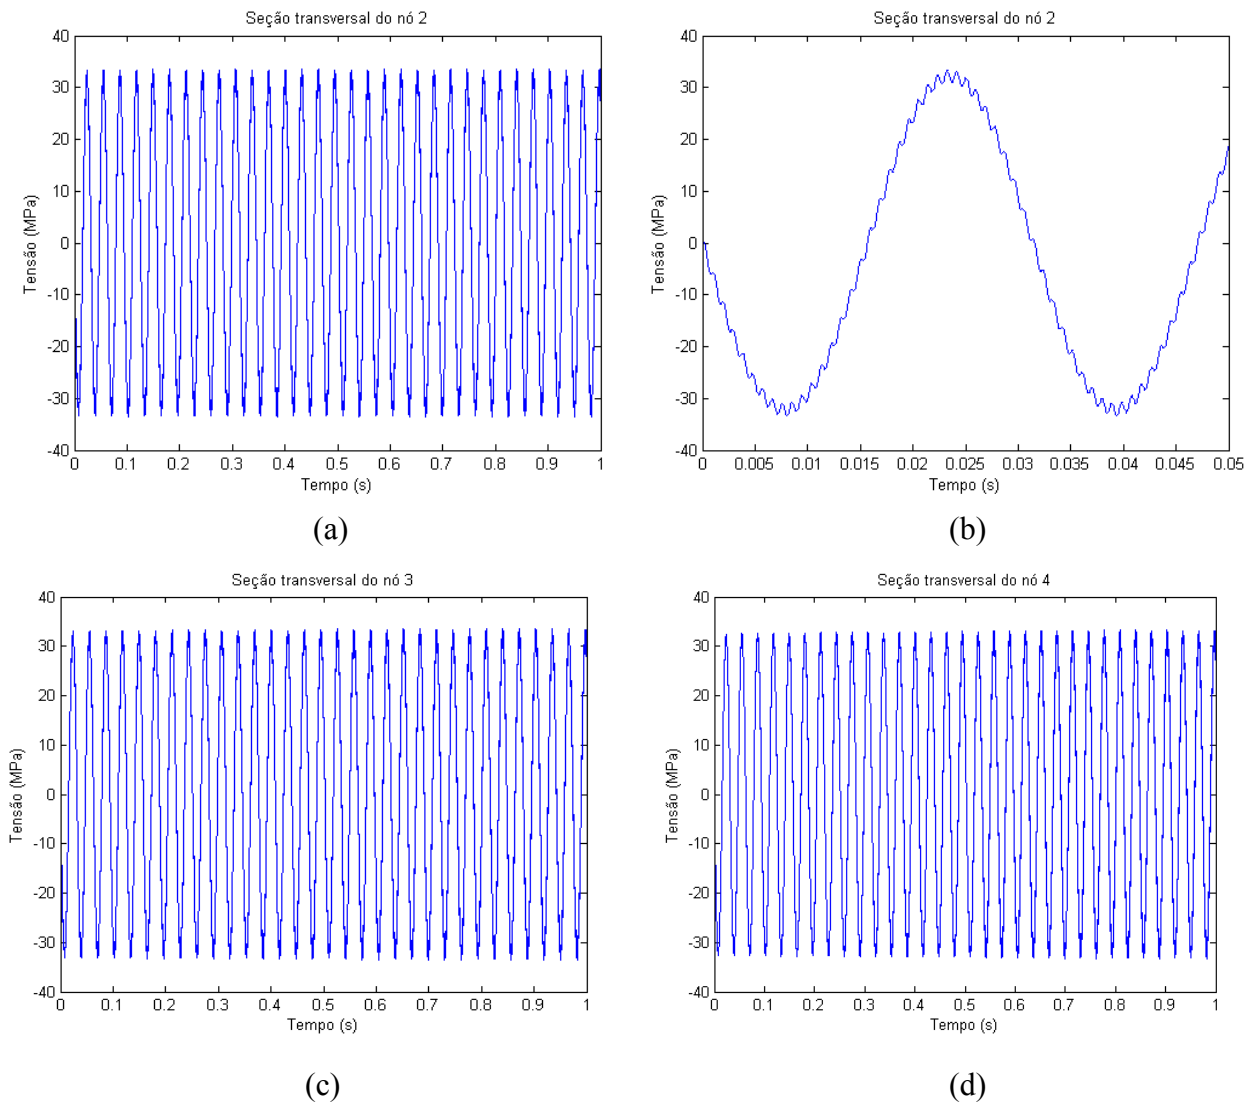 Seção transversal do nó 2
40
30
20
10
0
-10
-20
-30
-40
Tensão (MPa)
0 0.1 0.2 0.3 0.4 0.5 0.6 0.7 0.8 0.9 1
Tempo (s)
(a)
Seção transversal do nó 2
40
30
20
10
0
-10
-20
-30
-40
Tensão (MPa)
0 0.005 0.01 0.015 0.02 0.025 0.03 0.035 0.04 0.045 0.05
Tempo (s)
(b)
Seção transversal do nó 3
40
30
20
10
0
-10
-20
-30
-40
Tensão (MPa)
0 0.1 0.2 0.3 0.4 0.5 0.6 0.7 0.8 0.9 1
Tempo (s)
(c)
Seção transversal do nó 4
40
30
20
10
0
-10
-20
-30
-40
Tensão (MPa)
0 0.1 0.2 0.3 0.4 0.5 0.6 0.7 0.8 0.9 1
Tempo (s)
(d)